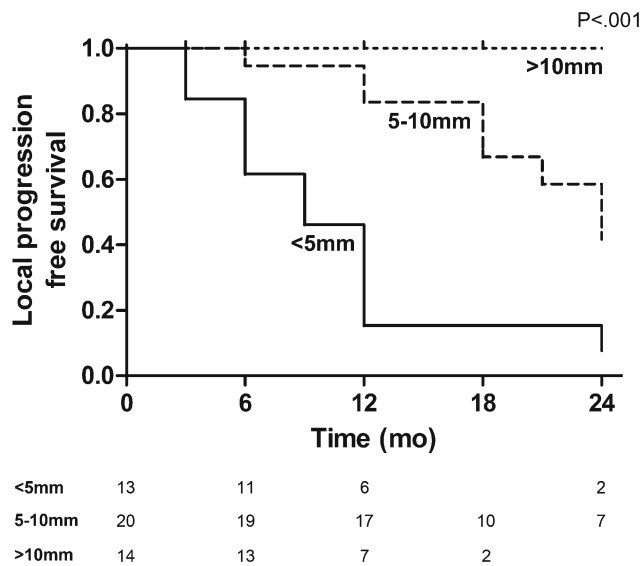 P<.001
Local progression
free survival
1.0
0.8
0.6
0.4
0.2
0.0
>10mm
5-10mm
<5mm
0 6 12 18 24
Time (mo)
<5mm 13 11 6 2
5-10mm 20 19 17 10 7
>10mm 14 13 7 2